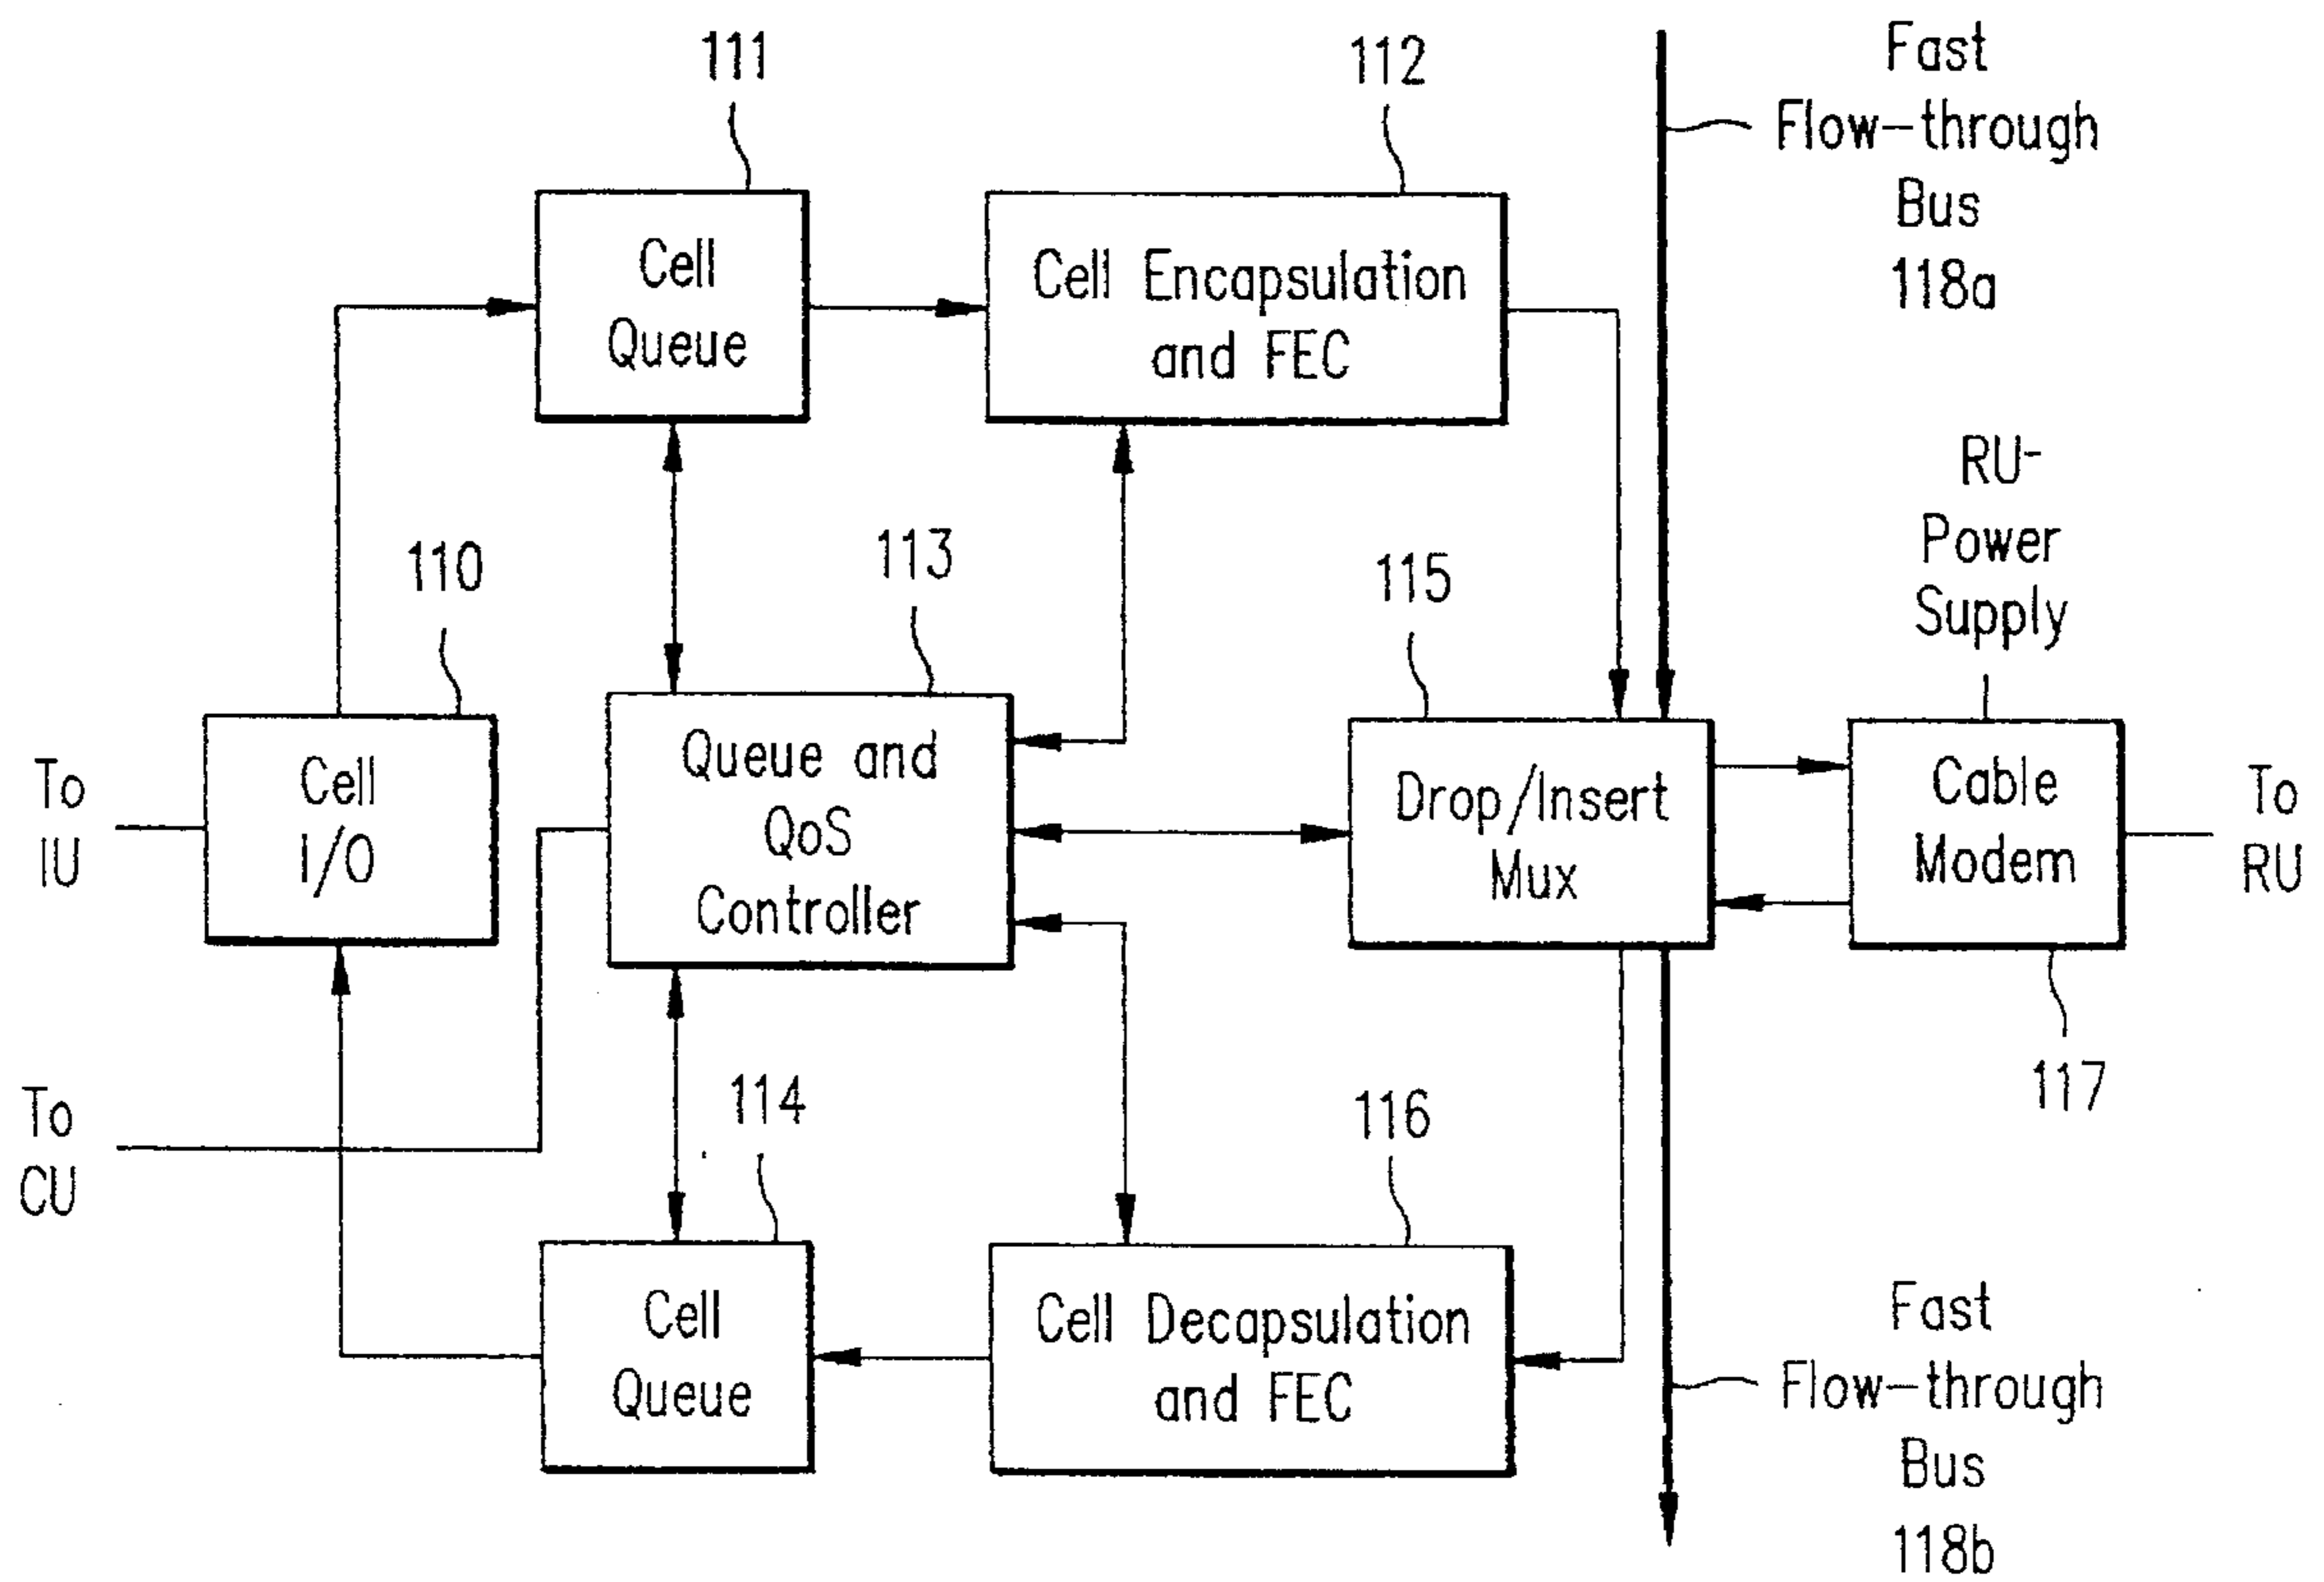 111
112
Fast
Flow-through
Bus
118a
Cell
Queue
Cell Encapsulation
and FEC
RU-
Power
Supply
110
113
115
To
IU
Cell
I/O
Queue and
QoS
Controller
Drop/Insert
Mux
Cable
Modem
To
RU
117
To
CU
114
116
Cell
Queue
Cell Decapsulation
and FEC
Fast
Flow-through
Bus
118b